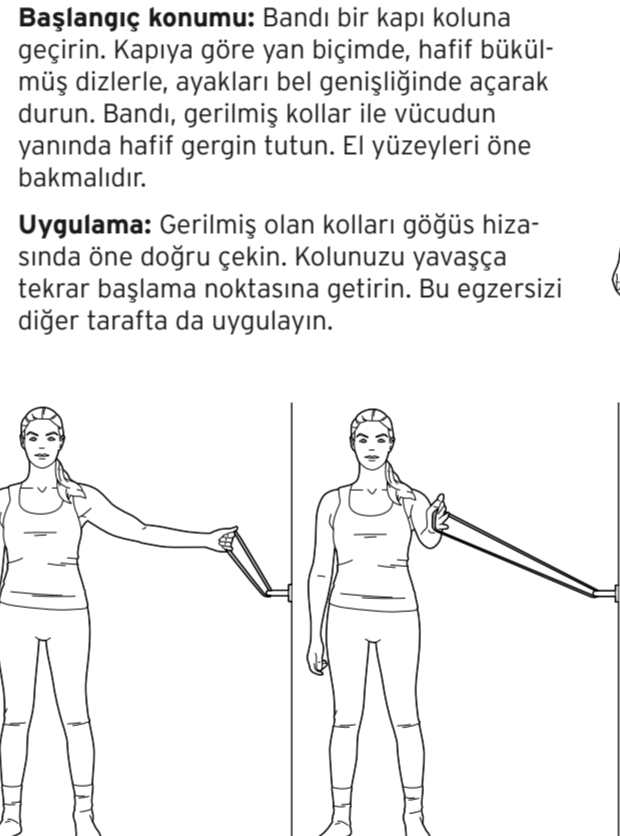 Başlangıç konumu: Bandı bir kapı koluna
geçirin. Kapıya göre yan biçimde, hafif bükül-
müş dizlerle, ayakları bel genişliğinde açarak
durun. Bandı, gerilmiş kollar ile vücudun
yanında hafif gergin tutun. El yüzeyleri öne
bakmalıdır.
Uygulama: Gerilmiş olan kolları göğüs hiza-
sında öne doğru çekin. Kolunuzu yavaşça
tekrar başlama noktasına getirin. Bu egzersizi
diğer tarafta da uygulayın.